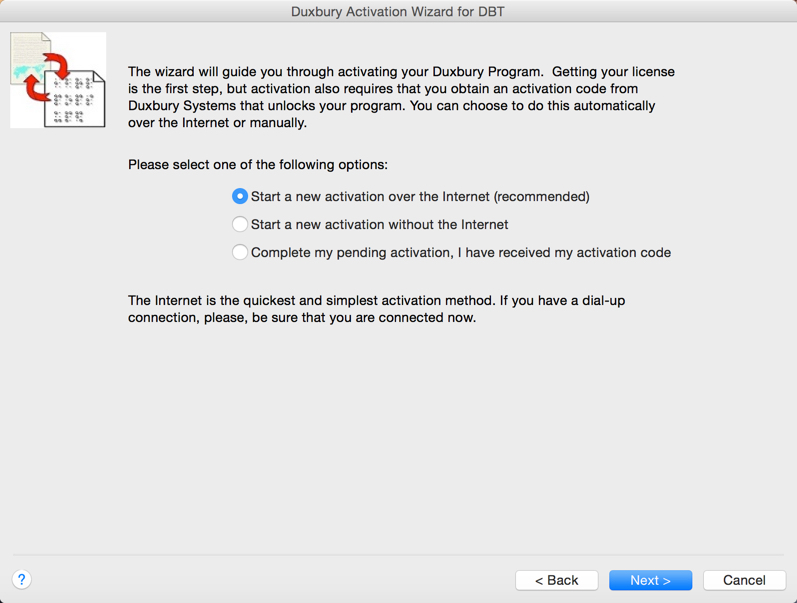 Duxbury Activation Wizard for DBT
The wizard will guide you through activating your Duxbury Program.  Getting your license
is the first step, but activation also requires that you obtain an activation code from
Duxbury Systems that unlocks your program. You can choose to do this automatically
over the Internet or manually.
Please select one of the following options:
Start a new activation over the Internet (recommended)
Start a new activation without the Internet
Complete my pending activation, I have received my activation code
The Internet is the quickest and simplest activation method. If you have a dial-up
connection, please, be sure that you are connected now.
?
< Back
Next >
Cancel